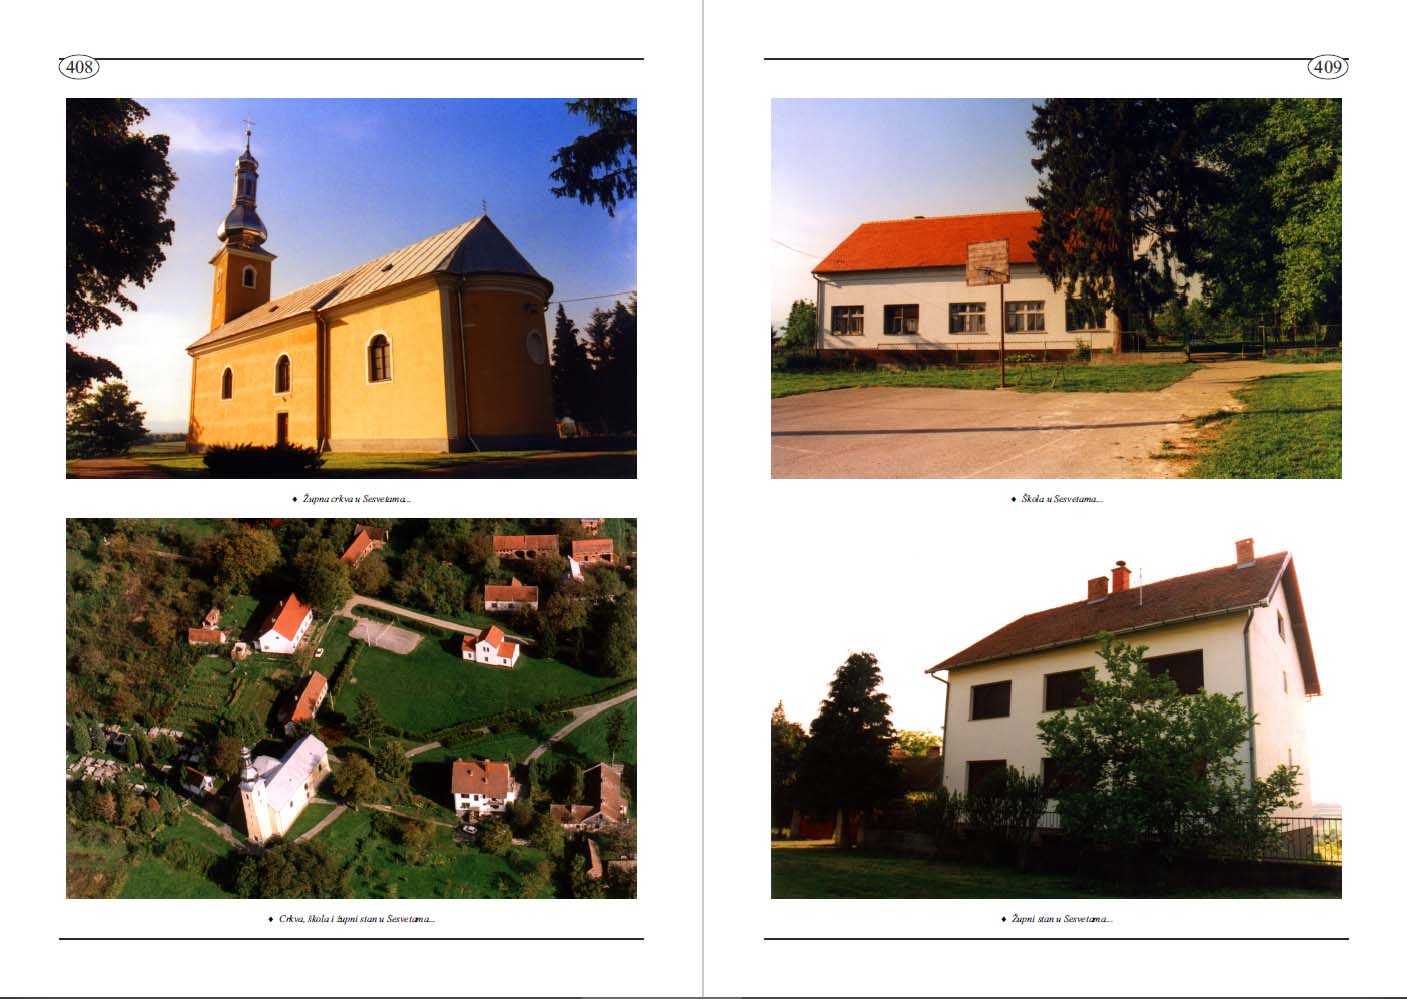 408
♦ Župna crkva u Sesvetama...
♦ Crkva, škola i župni stan u Sesvetama...
409
♦ Škola u Sesvetama...
♦ Župni stan u Sesvetama...